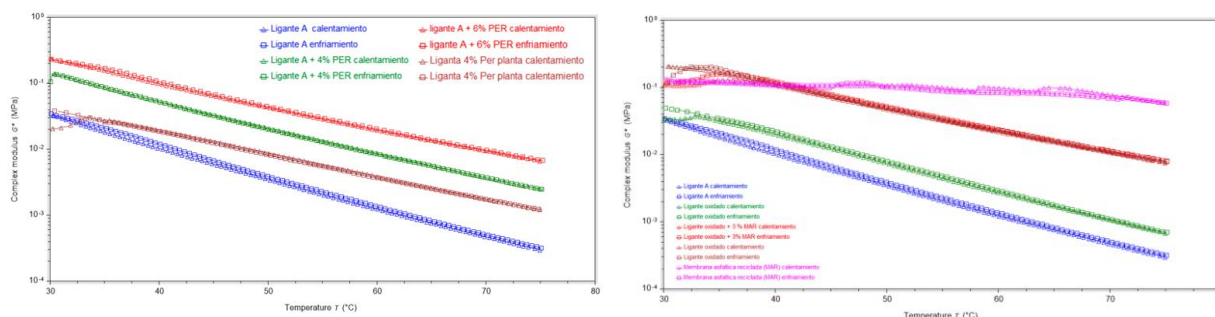 10⁰
10⁻¹
10⁻²
10⁻³
10⁻⁴
Complex modulus G* (MPa)
30 40 50 60 70 80
Temperature T (°C)
Ligante A calentamiento
Ligante A enfriamiento
Ligante A + 4% PER calentamiento
Ligante A + 4% PER enfriamiento
ligante A + 6% PER calentamiento
ligante A + 6% PER enfriamiento
Liganta 4% Per planta calentamiento
Liganta 4% Per planta calentamiento
10⁰
10⁻¹
10⁻²
10⁻³
10⁻⁴
Complex modulus G* (MPa)
30 40 50 60 70
Temperature T (°C)
Ligante A calentamiento
Ligante A enfriamiento
Ligante oxidado calentamiento
Ligante oxidado enfriamiento
Ligante oxidado + 3 % MAR calentamiento
Ligante oxidado + 3% MAR enfriamiento
Ligante oxidado calentamiento
Ligante oxidado enfriamiento
Membrana asfaltica reciclada (MAR) calentamiento
Membrana asfaltica reciclada (MAR) enfriamiento